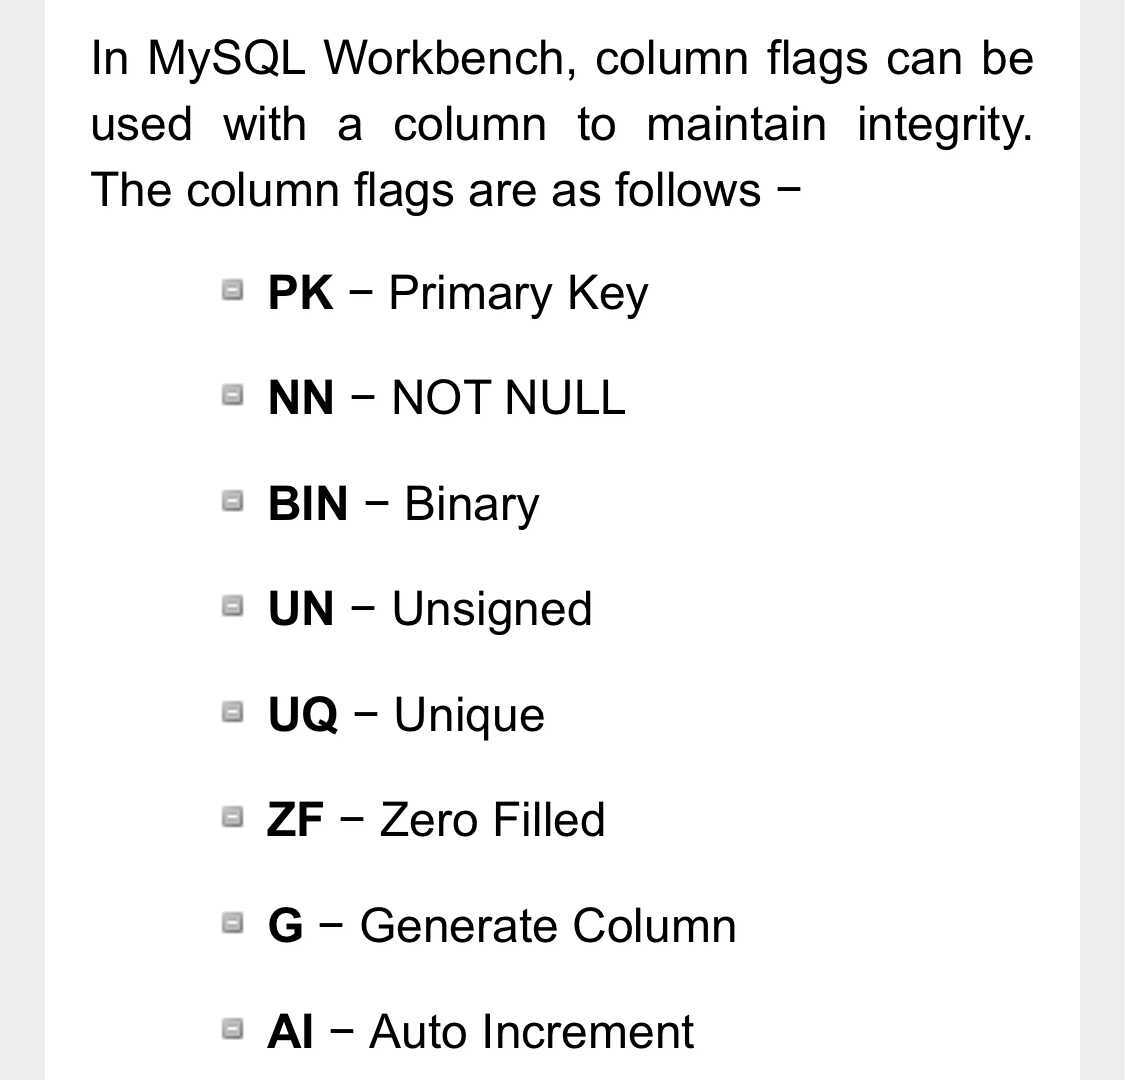 In MySQL Workbench, column flags can be
used with a column to maintain integrity.
The column flags are as follows −
PK − Primary Key
NN − NOT NULL
BIN − Binary
UN − Unsigned
UQ − Unique
ZF − Zero Filled
G − Generate Column
AI − Auto Increment